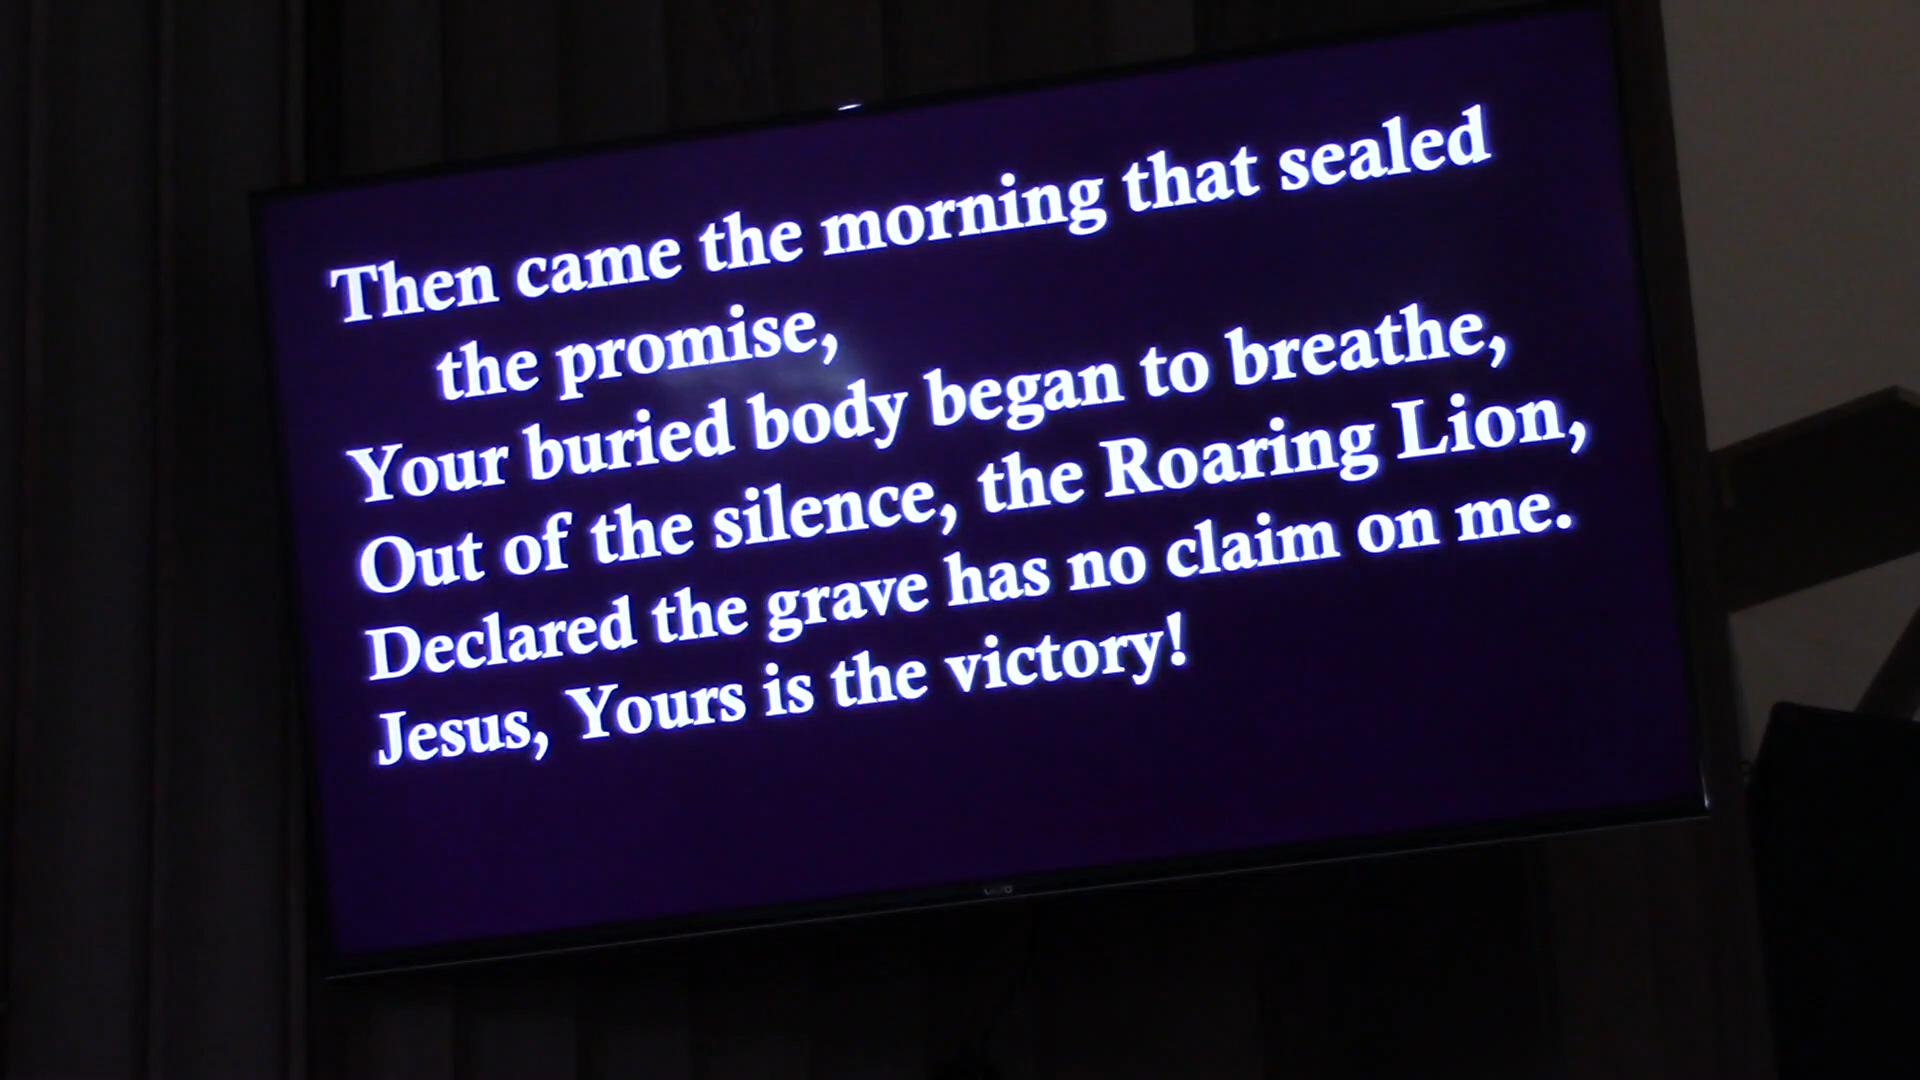 Then came the morning that sealed
the promise,
Your buried body began to breathe,
Out of the silence, the Roaring Lion,
Declared the grave has no claim on me.
Jesus, Yours is the victory!